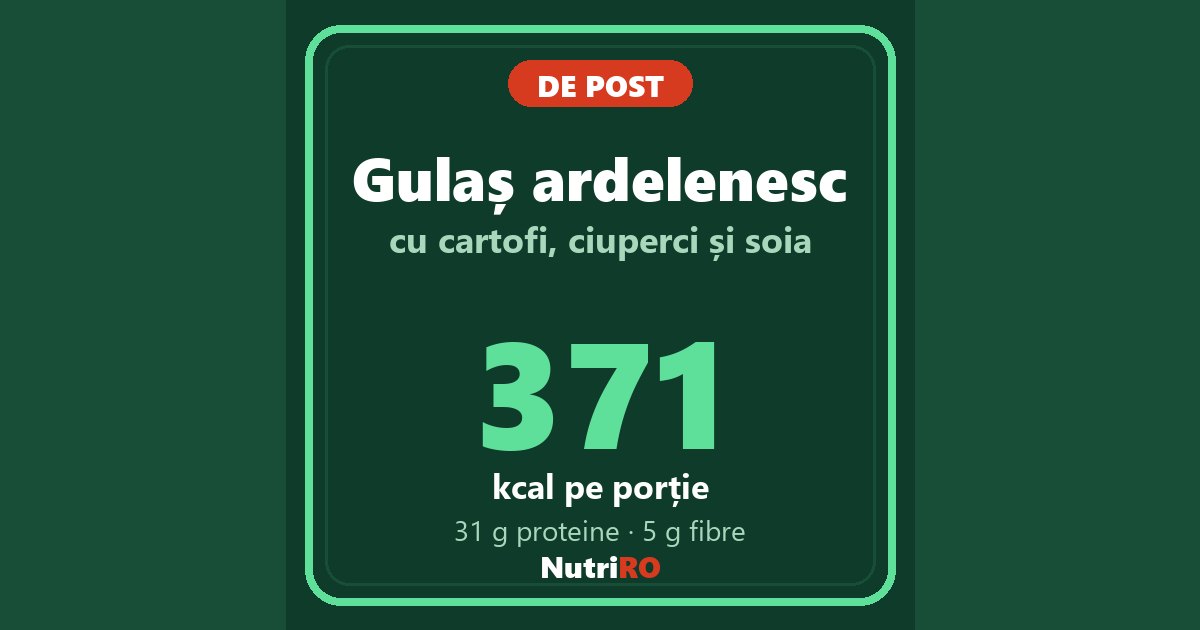 DE POST
Gulaș ardelenesc
cu cartofi, ciuperci și soia
371
kcal pe porție
31 g proteine · 5 g fibre
NutriRO